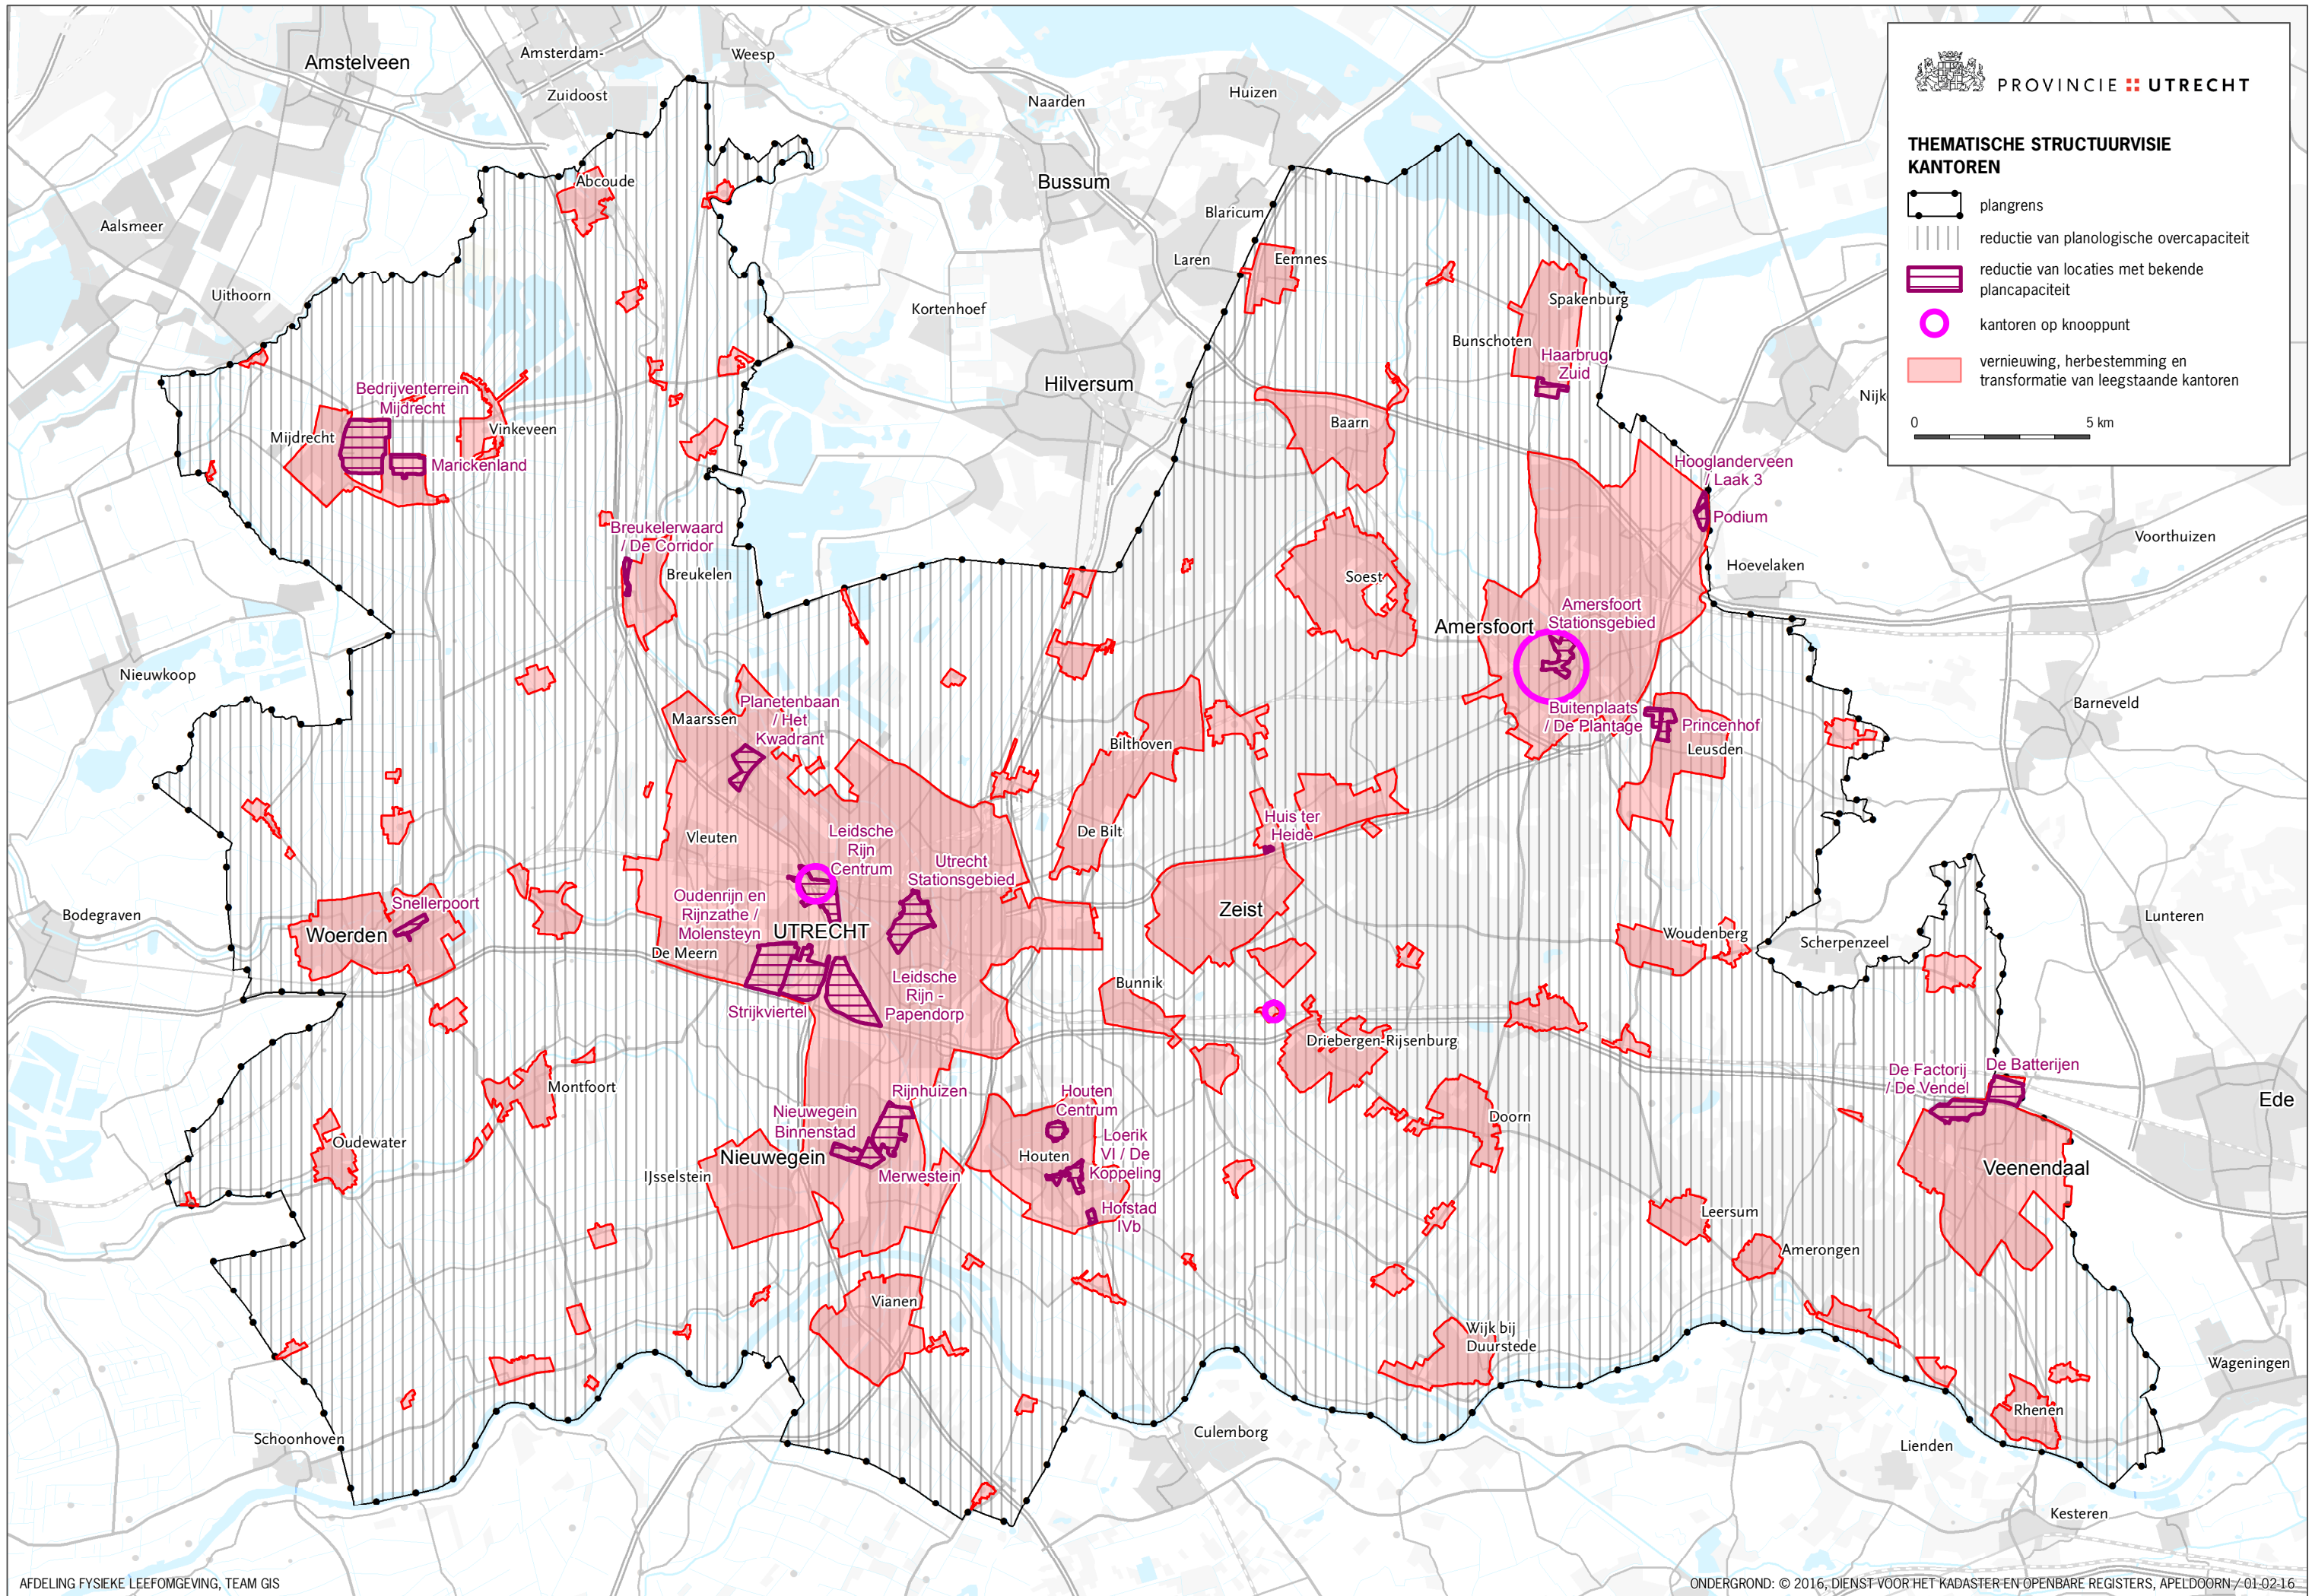 Amstelveen
Amsterdam-
Zuidoost
Weesp
Naarden
Huizen
Bussum
Blaricum
Laren
Eemnes
Abcoude
Aalsmeer
Uithoorn
Kortenhoef
Hilversum
Spakenburg
Bunschoten
Haarbrug
Zuid
Nijk
Baarn
Bedrijventerrein
Mijdrecht
Mijdrecht
Vinkeveen
Marickenland
Hooglanderveen
/ Laak 3
Podium
Voorthuizen
Hoevelaken
Breukelerwaard
/ De Corridor
Breukelen
Soest
Amersfoort
Stationsgebied
Amersfoort
Nieuwkoop
Barneveld
Buitenplaats
/ De Plantage
Princenhof
Leusden
Maarssen
Planetenbaan
/ Het
Kwadrant
Bilthoven
De Bilt
Huis ter
Heide
Vleuten
Leidsche
Rijn
Centrum
Utrecht
Stationsgebied
Oudenrijn en
Rijnzathe /
Molensteyn
UTRECHT
De Meern
Zeist
Bodegraven
Snellerpoort
Woerden
Woudenberg
Scherpenzeel
Lunteren
Leidsche
Rijn -
Papendorp
Strijkviertel
Bunnik
Driebergen-Rijsenburg
De Factorij
/ De Vendel
De Batterijen
Ede
Montfoort
Rijnhuizen
Nieuwegein
Binnenstad
Nieuwegein
Merwestein
Houten
Centrum
Houten
Loerik
VI / De
Koppeling
Hofstad
IVb
Doorn
Veenendaal
Oudewater
IJsselstein
Leersum
Amerongen
Vianen
Wijk bij
Duurstede
Wageningen
Rhenen
Lienden
Schoonhoven
Culemborg
Kesteren
PROVINCIE UTRECHT
THEMATISCHE STRUCTUURVISIE
KANTOREN
plangrens
reductie van planologische overcapaciteit
reductie van locaties met bekende
plancapaciteit
kantoren op knooppunt
vernieuwing, herbestemming en
transformatie van leegstaande kantoren
0 5 km
AFDELING FYSIEKE LEEFOMGEVING, TEAM GIS
ONDERGROND: © 2016, DIENST VOOR HET KADASTER EN OPENBARE REGISTERS, APELDOORN / 01-02-16